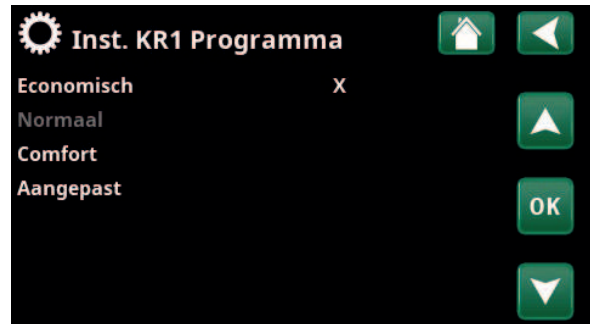 Inst. KR1 Programma
Economisch X
Normaal
Comfort
Aangepast
OK